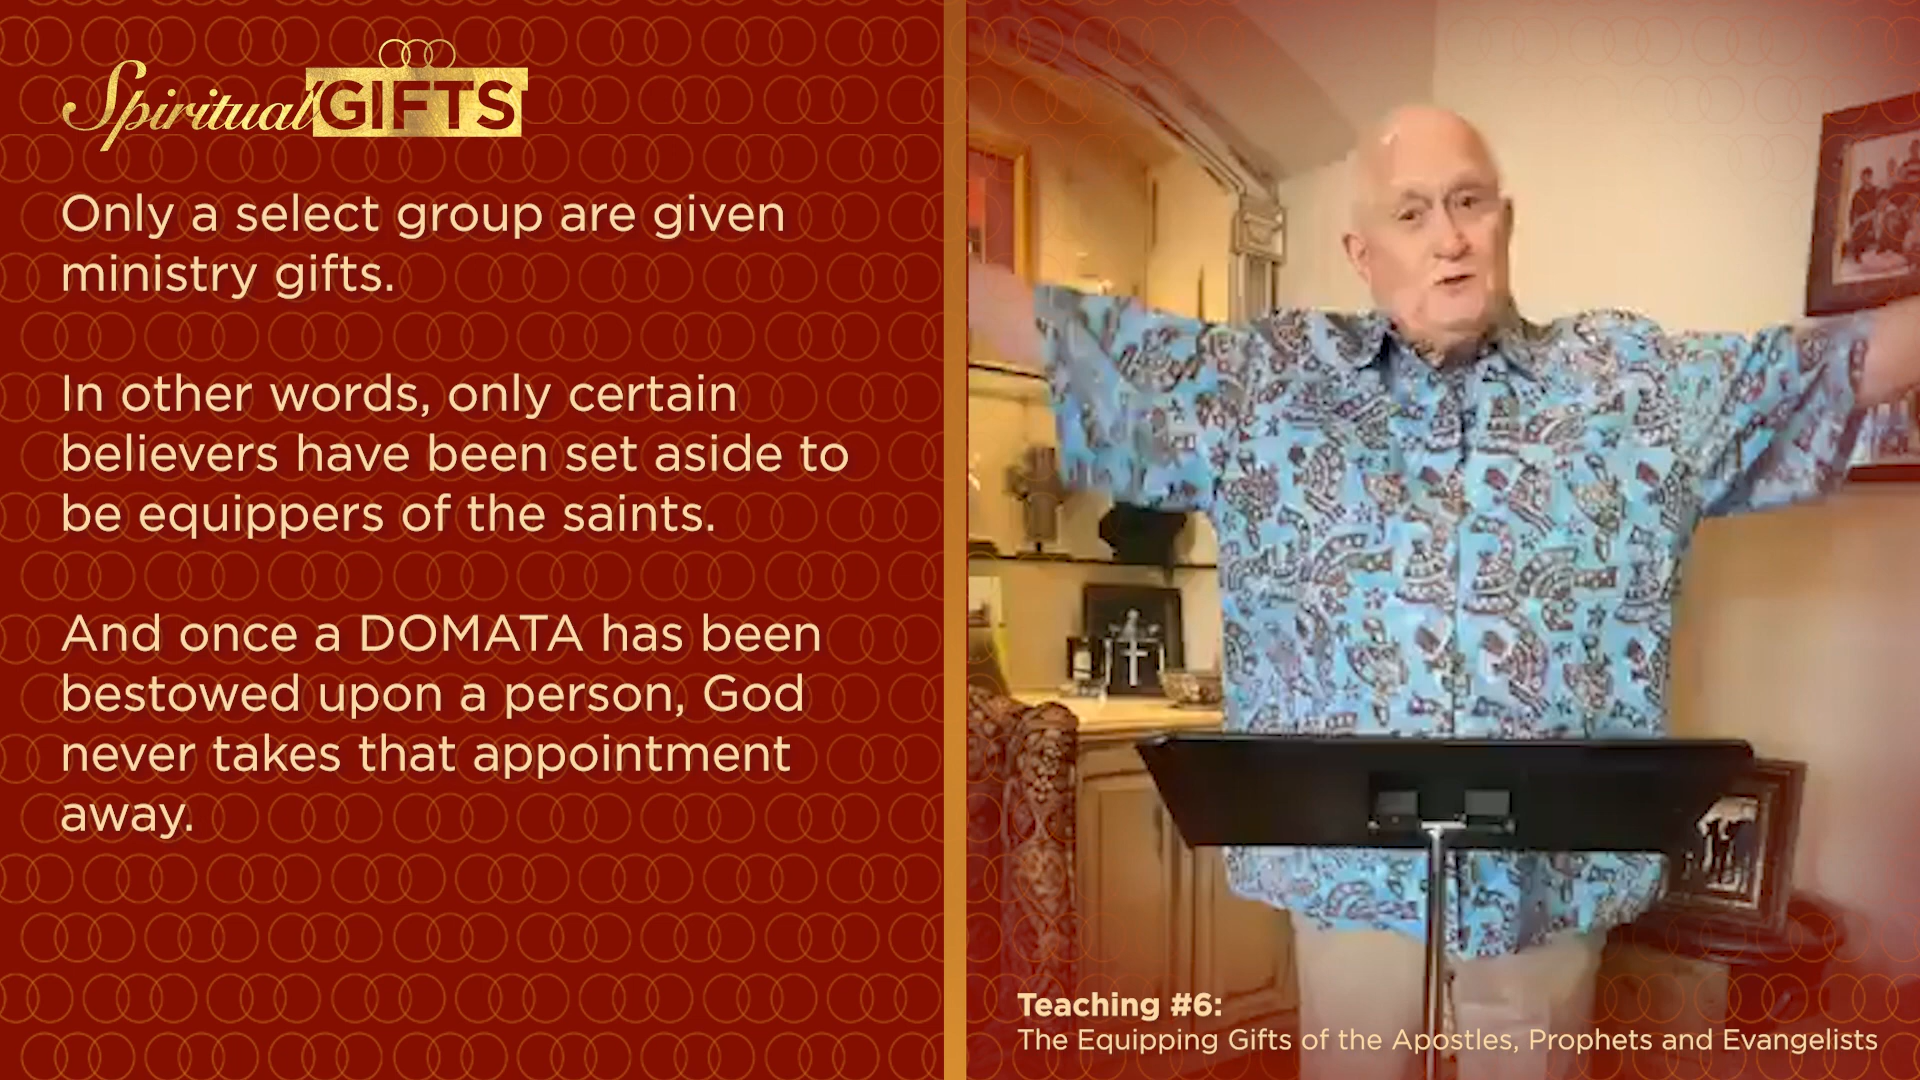 Spiritual GIFTS
Only a select group are given
ministry gifts.
In other words, only certain
believers have been set aside to
be equippers of the saints.
And once a DOMATA has been
bestowed upon a person, God
never takes that appointment
away.
Teaching #6:
The Equipping Gifts of the Apostles, Prophets and Evangelists